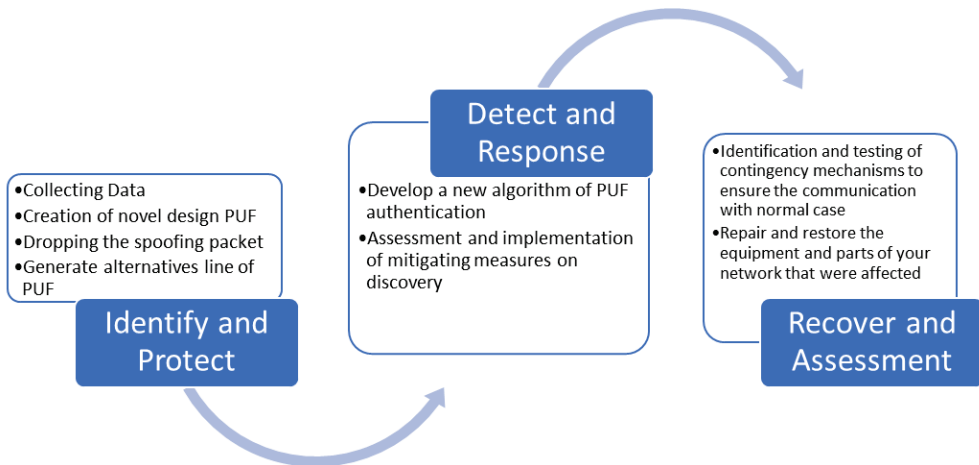 •Collecting Data
•Creation of novel design PUF
•Dropping the spoofing packet
•Generate alternatives line of
PUF
Identify and
Protect
Detect and
Response
•Develop a new algorithm of PUF
authentication
•Assessment and implementation
of mitigating measures on
discovery
•Identification and testing of
contingency mechanisms to
ensure the communication
with normal case
•Repair and restore the
equipment and parts of your
network that were affected
Recover and
Assessment